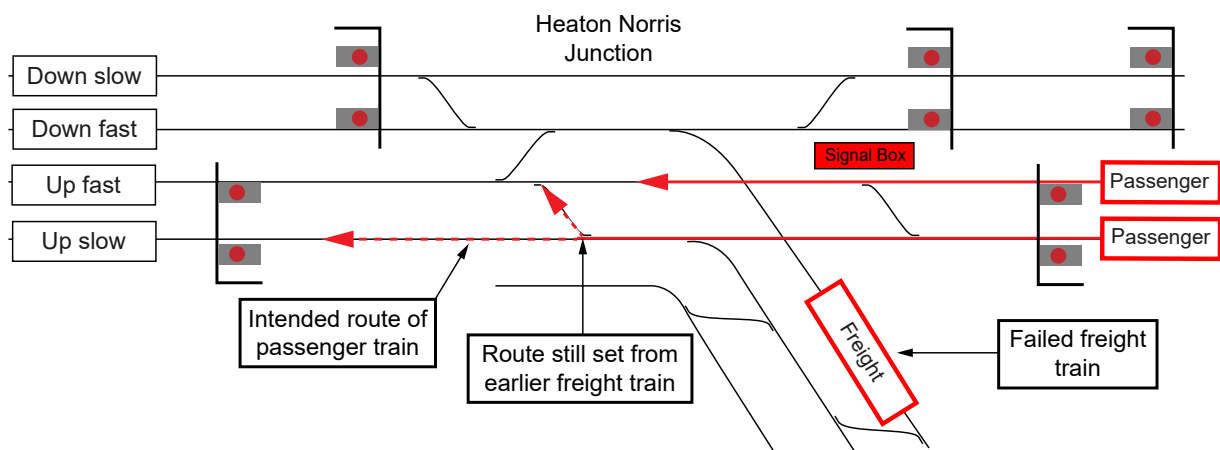 Heaton Norris
Junction
Down slow
Down fast
Signal Box
Up fast
Passenger
Up slow
Passenger
Intended route of
passenger train
Route still set from
earlier freight train
Freight
Failed freight
train